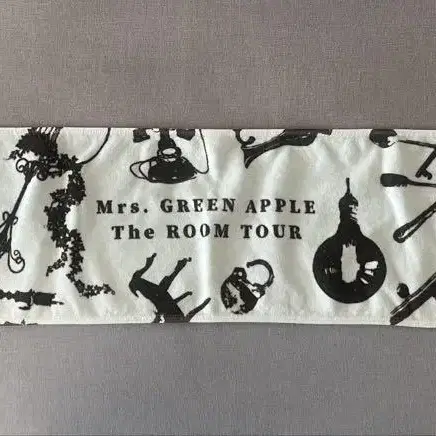 Mrs. GREEN APPLE
The ROOM TOUR